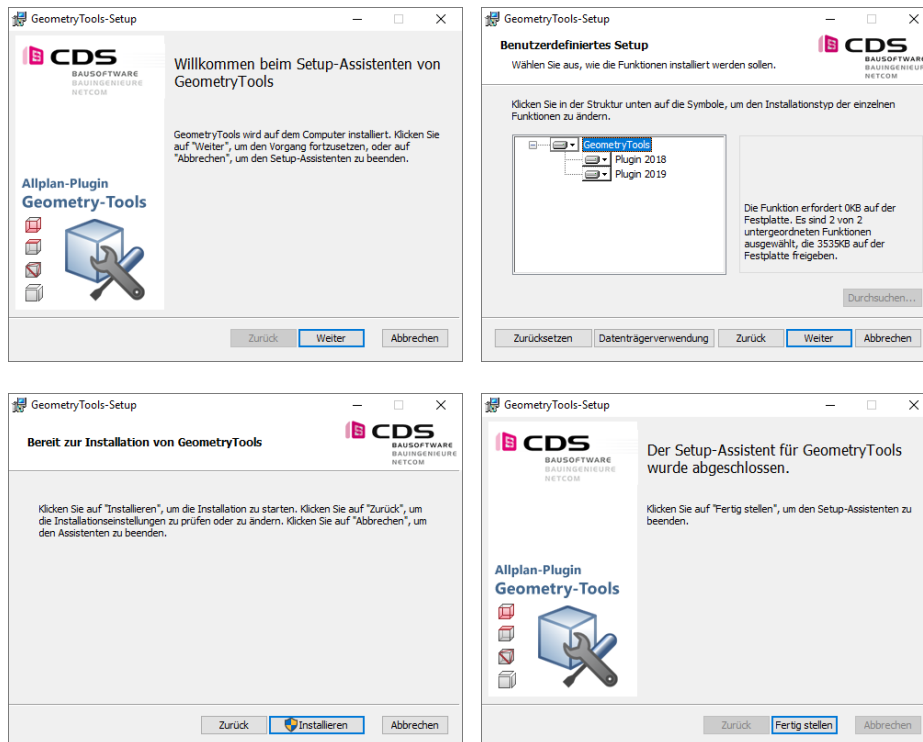 GeometryTools-Setup
CDS
BAUSOFTWARE
BAUINGENIEURE
NETCOM
Willkommen beim Setup-Assistenten von
GeometryTools
GeometryTools wird auf dem Computer installiert. Klicken Sie
auf "Weiter", um den Vorgang fortzusetzen, oder auf
"Abbrechen", um den Setup-Assistenten zu beenden.
Allplan-Plugin
Geometry-Tools
Zurück
Weiter
Abbrechen
GeometryTools-Setup
Benutzerdefiniertes Setup
Wählen Sie aus, wie die Funktionen installiert werden sollen.
CDS
BAUSOFTWARE
BAUINGENIEUR
NETCOM
Klicken Sie in der Struktur unten auf die Symbole, um den Installationstyp der einzelnen
Funktionen zu ändern.
GeometryTools
Plugin 2018
Plugin 2019
Die Funktion erfordert 0KB auf der
Festplatte. Es sind 2 von 2
untergeordneten Funktionen
ausgewählt, die 3535KB auf der
Festplatte freigeben.
Durchsuchen...
Zurücksetzen
Datenträgerverwendung
Zurück
Weiter
Abbrechen
GeometryTools-Setup
Bereit zur Installation von GeometryTools
CDS
BAUSOFTWARE
BAUINGENIEURE
NETCOM
Klicken Sie auf "Installieren", um die Installation zu starten. Klicken Sie auf "Zurück", um
die Installationseinstellungen zu prüfen oder zu ändern. Klicken Sie auf "Abbrechen", um
den Assistenten zu beenden.
Zurück
Installieren
Abbrechen
GeometryTools-Setup
CDS
BAUSOFTWARE
BAUINGENIEURE
NETCOM
Der Setup-Assistent für GeometryTools
wurde abgeschlossen.
Klicken Sie auf "Fertig stellen", um den Setup-Assistenten zu
beenden.
Allplan-Plugin
Geometry-Tools
Zurück
Fertig stellen
Abbrechen